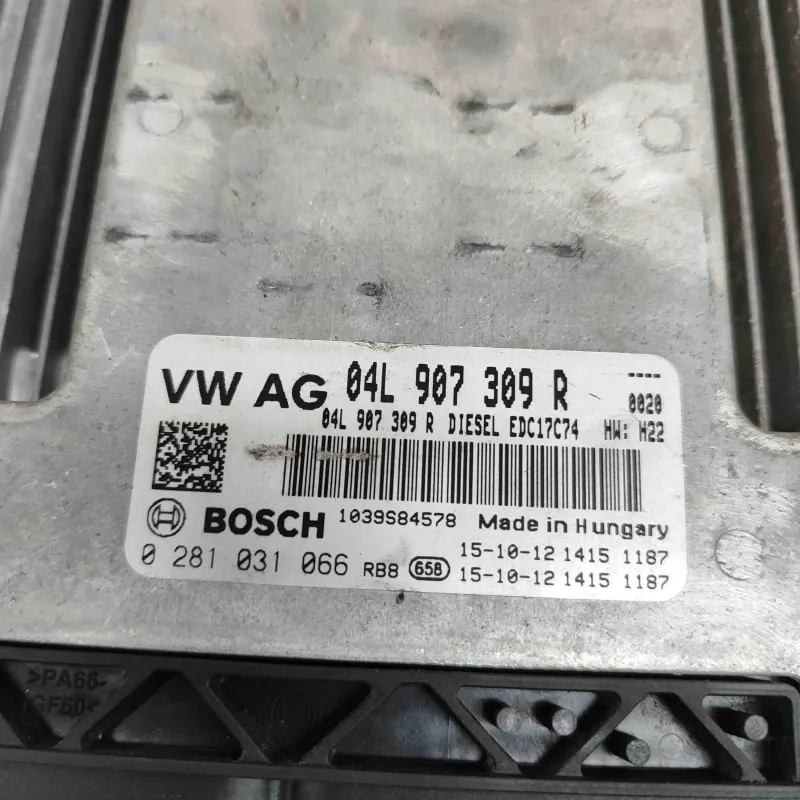 VW AG 04L 907 309 R ----
0020
04L 907 309 R DIESEL EDC17C74 HW: H22
BOSCH 1039S84578 Made in Hungary
0 281 031 066 RB8 658 15-10-12 1415 1187
15-10-12 1415 1187
>PA66-
GF50<